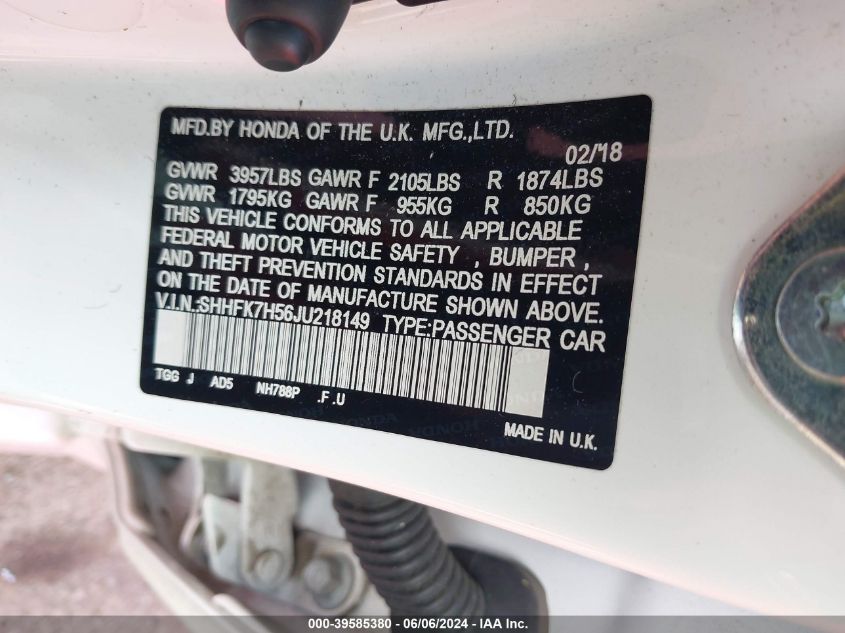 MFD.BY HONDA OF THE U.K. MFG.,LTD.
02/18
GVWR 3957LBS GAWR F 2105LBS R 1874LBS
GVWR 1795KG GAWR F 955KG R 850KG
THIS VEHICLE CONFORMS TO ALL APPLICABLE
FEDERAL MOTOR VEHICLE SAFETY , BUMPER ,
AND THEFT PREVENTION STANDARDS IN EFFECT
ON THE DATE OF MANUFACTURE SHOWN ABOVE.
V.I.N.:SHHFK7H56JU218149 TYPE:PASSENGER CAR
TGG J AD5 NH788P .F .U
MADE IN U.K.
000-39585380 - 06/06/2024 - IAA Inc.